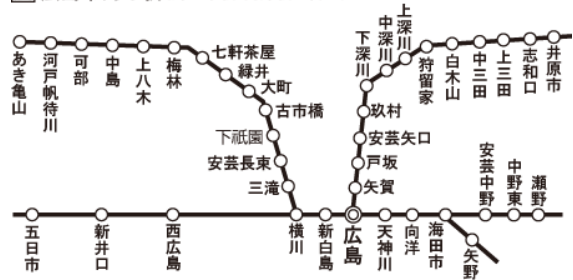 あき亀山
河戸帆待川
可部
中島
上八木
梅林
七軒茶屋
緑井
大町
古市橋
下祗園
安芸長束
三滝
横川
上深川
中深川
下深川
狩留家
白木山
中三田
上三田
志和口
井原市
玖村
安芸矢口
戸坂
矢賀
五日市
新井口
西広島
新白島
広島
天神川
向洋
海田市
矢野
安芸中野
中野東
瀬野